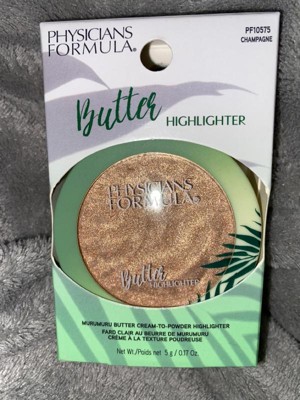 PHYSICIANS
FORMULA®
PF10575
CHAMPAGNE
Butter
HIGHLIGHTER
PHYSICIANS
FORMULA®
Butter
HIGHLIGHTER
MURUMURU BUTTER CREAM-TO-POWDER HIGHLIGHTER
FARD CLAIR AU BEURRE DE MURUMURU
CRÈME À LA TEXTURE POUDREUSE
Net Wt./Poids net 5 g / 0.17 Oz.